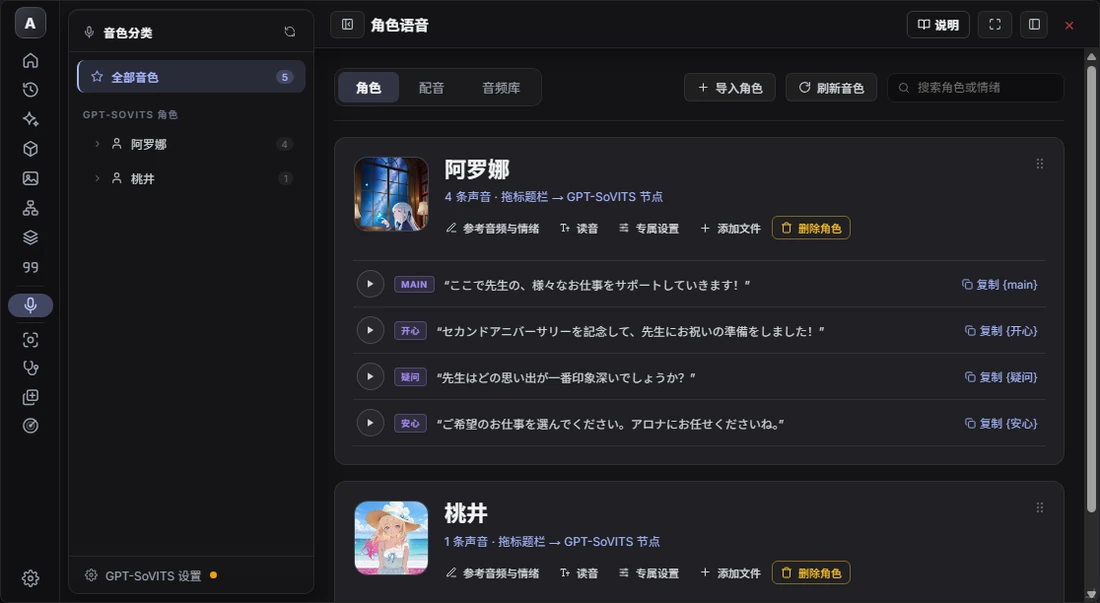 A
音色分类
全部音色 5
GPT-SOVITS 角色
阿罗娜 4
桃井 1
GPT-SoVITS 设置
角色语音
说明
角色 配音 音频库
导入角色 刷新音色 搜索角色或情绪
阿罗娜
4 条声音 · 拖标题栏 → GPT-SoVITS 节点
参考音频与情绪 读音 专属设置 添加文件 删除角色
MAIN “ここで先生の、様々なお仕事をサポートしていきます！” 复制 {main}
开心 “セカンドアニバーサリーを記念して、先生にお祝いの準備をしました！” 复制 {开心}
疑问 “先生はどの思い出が一番印象深いでしょうか？” 复制 {疑问}
安心 “ご希望のお仕事を選んでください。アロナにお任せくださいね。” 复制 {安心}
桃井
1 条声音 · 拖标题栏 → GPT-SoVITS 节点
参考音频与情绪 读音 专属设置 添加文件 删除角色